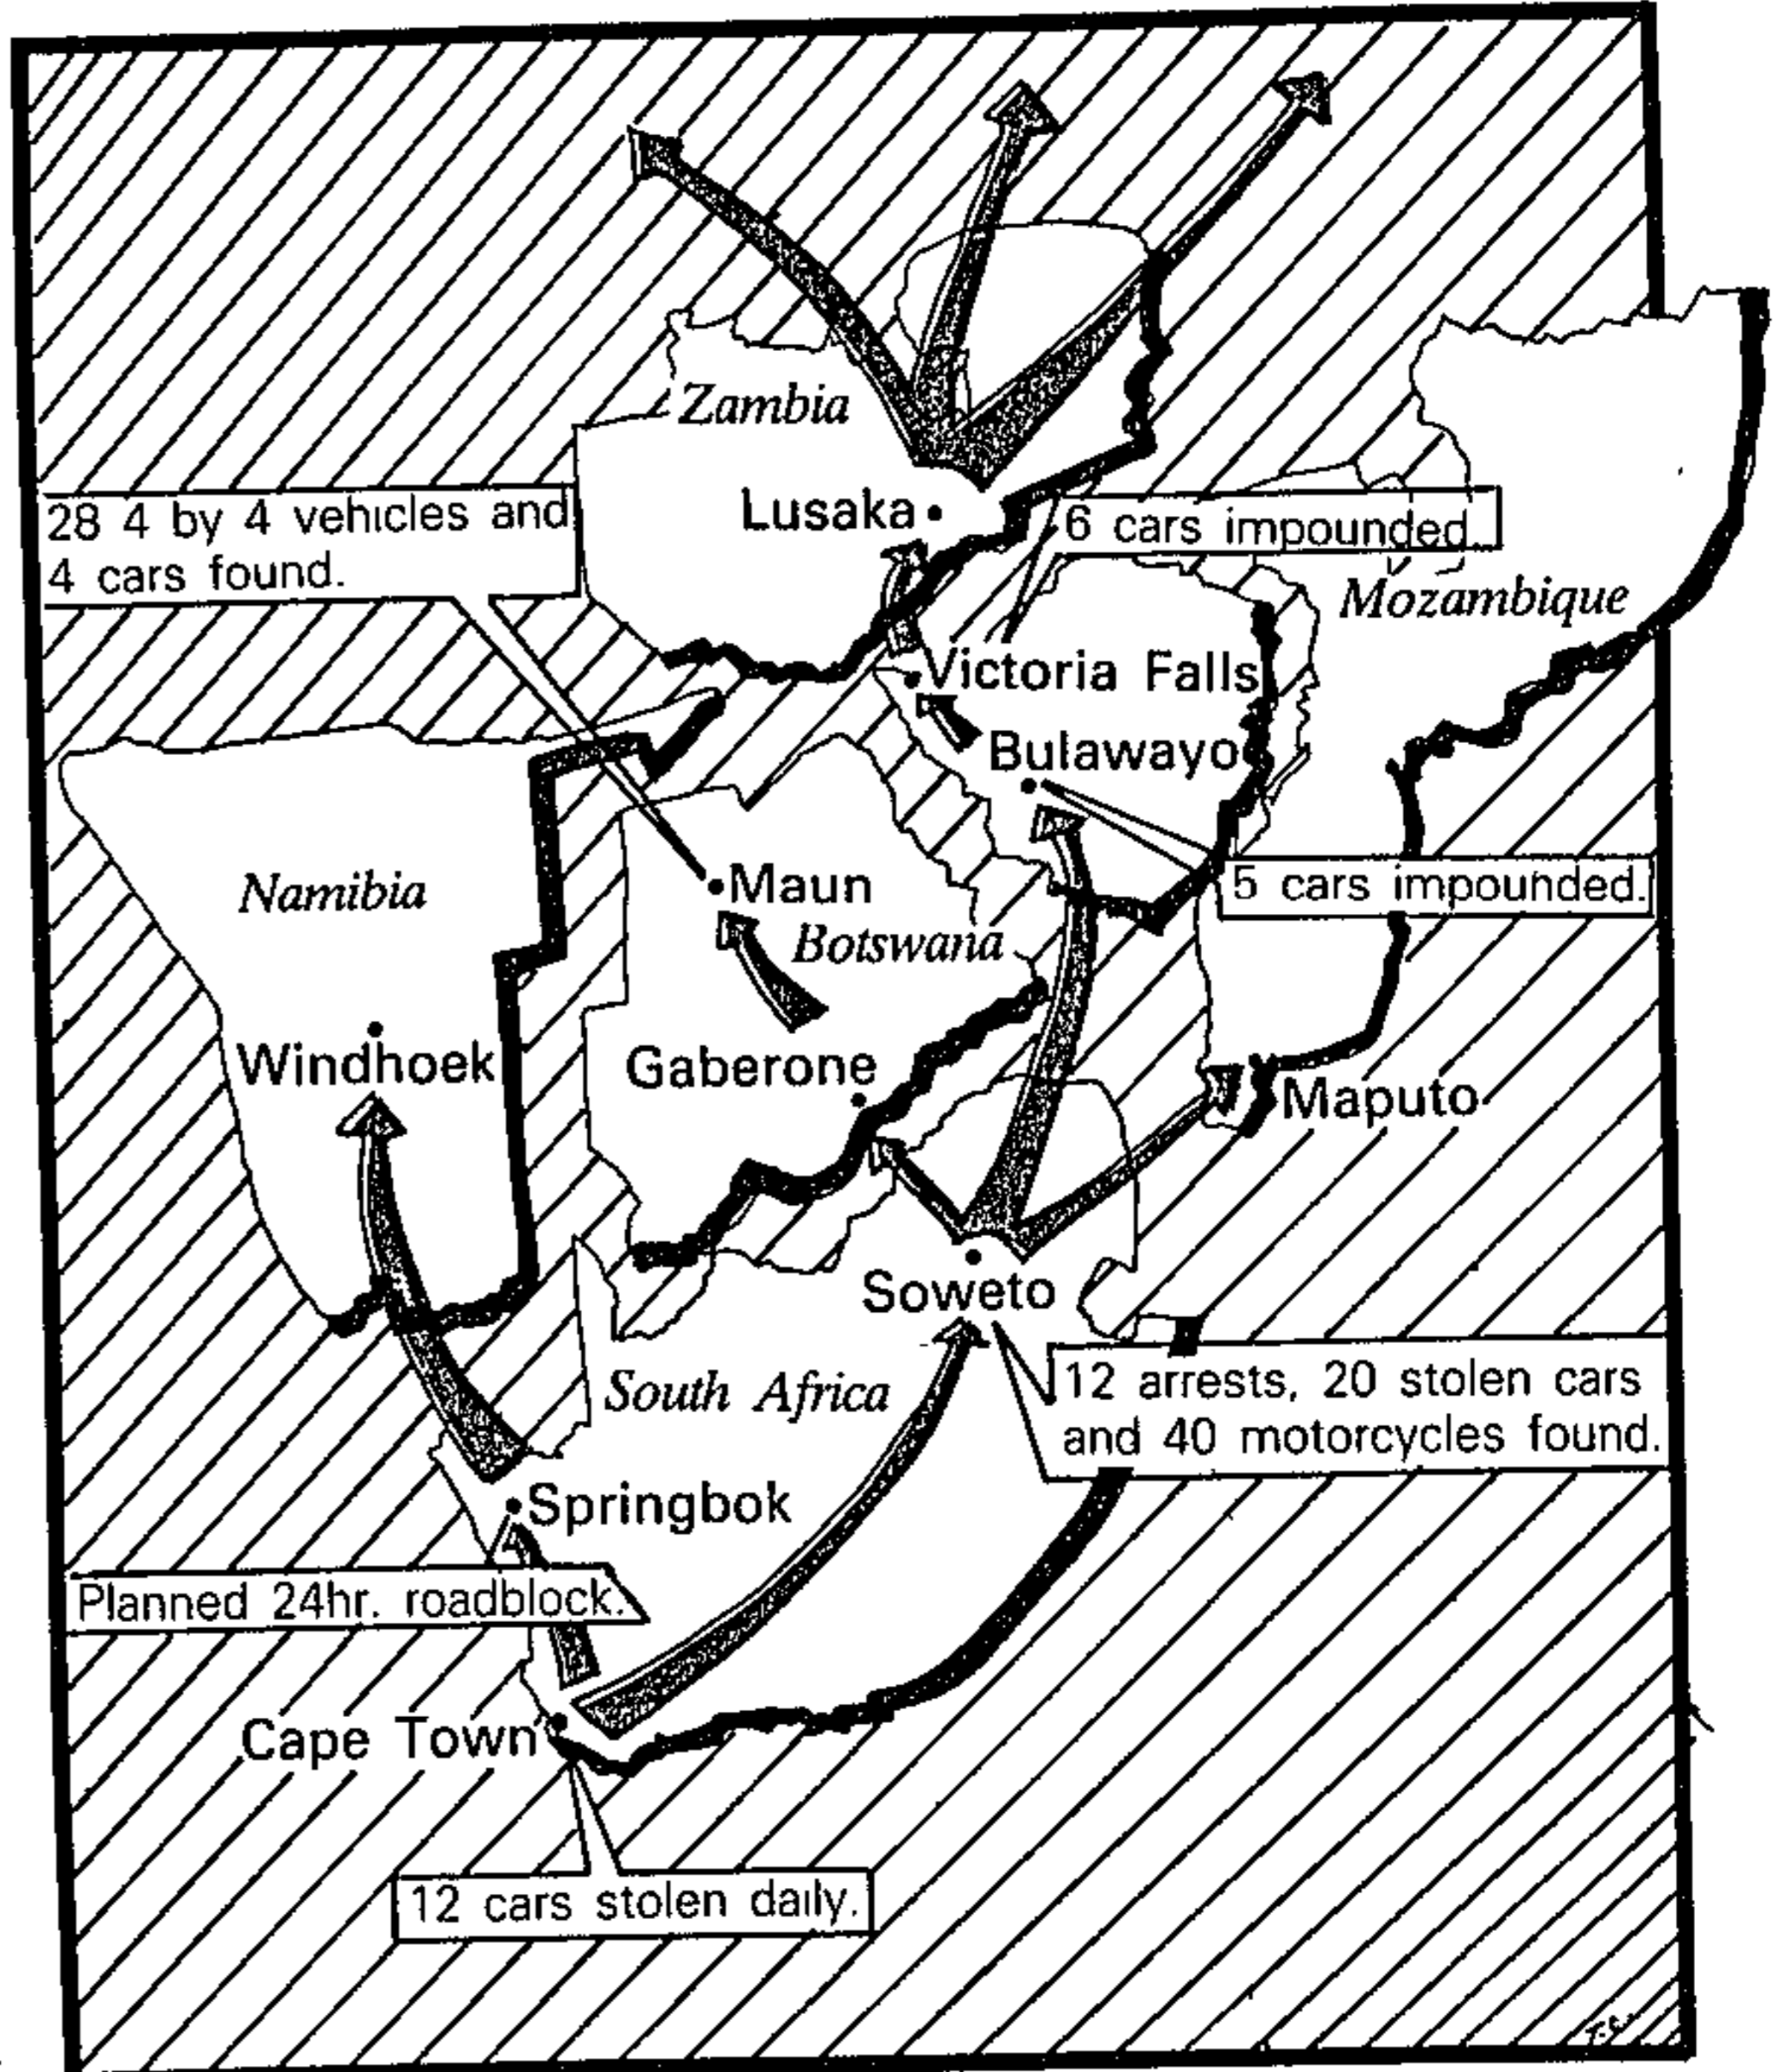 Zambia
28 4 by 4 vehicles and
4 cars found.
Lusaka
6 cars impounded.
Mozambique
Victoria Falls
Bulawayo
Namibia
Maun
5 cars impounded.
Botswana
Windhoek
Gaberone
Maputo
Soweto
South Africa
12 arrests, 20 stolen cars
and 40 motorcycles found.
Springbok
Planned 24hr. roadblock.
Cape Town
12 cars stolen daily.